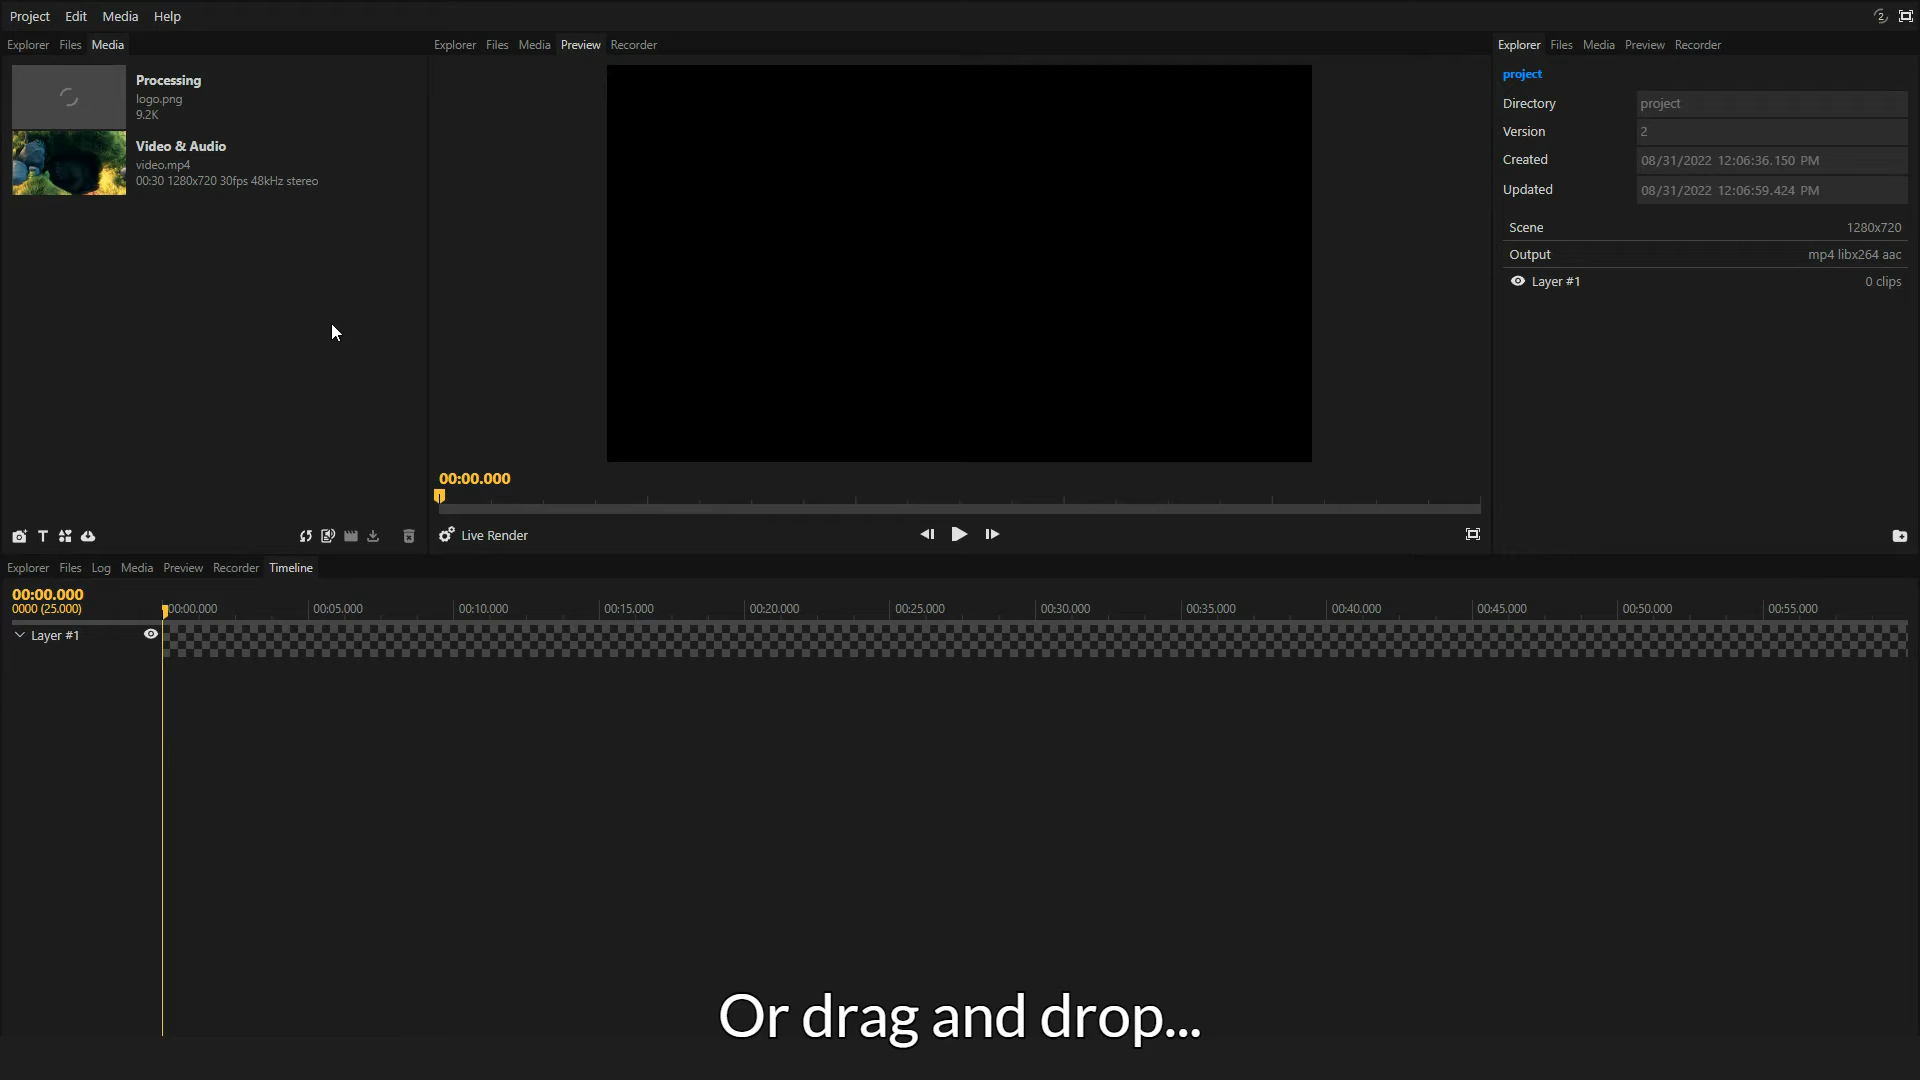 Project Edit Media Help
2
Explorer Files Media
Processing
logo.png
9.2K
Video & Audio
video.mp4
00:30 1280x720 30fps 48kHz stereo
Explorer Files Media Preview Recorder
00:00.000
Live Render
Explorer Files Media Preview Recorder
project
Directory project
Version 2
Created 08/31/2022 12:06:36.150 PM
Updated 08/31/2022 12:06:59.424 PM
Scene 1280x720
Output mp4 libx264 aac
Layer #1 0 clips
Explorer Files Log Media Preview Recorder Timeline
00:00.000
0000 (25.000)
00:00.000 00:05.000 00:10.000 00:15.000 00:20.000 00:25.000 00:30.000 00:35.000 00:40.000 00:45.000 00:50.000 00:55.000
Layer #1
Or drag and drop...